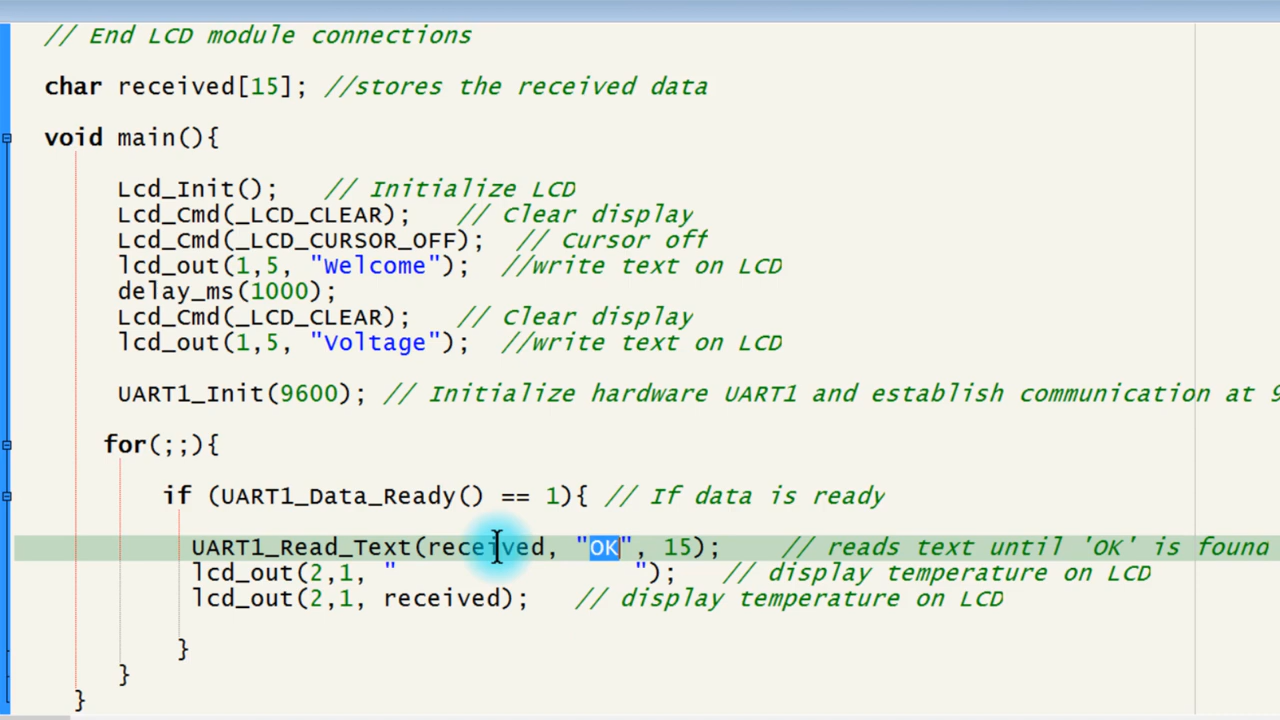 // End LCD module connections
char received[15]; //stores the received data
void main(){
Lcd_Init(); // Initialize LCD
Lcd_Cmd(_LCD_CLEAR); // Clear display
Lcd_Cmd(_LCD_CURSOR_OFF); // Cursor off
lcd_out(1,5, "Welcome"); //write text on LCD
delay_ms(1000);
Lcd_Cmd(_LCD_CLEAR); // Clear display
lcd_out(1,5, "Voltage"); //write text on LCD
UART1_Init(9600); // Initialize hardware UART1 and establish communication at 9
for(;;){
if (UART1_Data_Ready() == 1){ // If data is ready
UART1_Read_Text(received, "OK", 15); // reads text until 'OK' is found
lcd_out(2,1, "                "); // display temperature on LCD
lcd_out(2,1, received); // display temperature on LCD
}
}
}